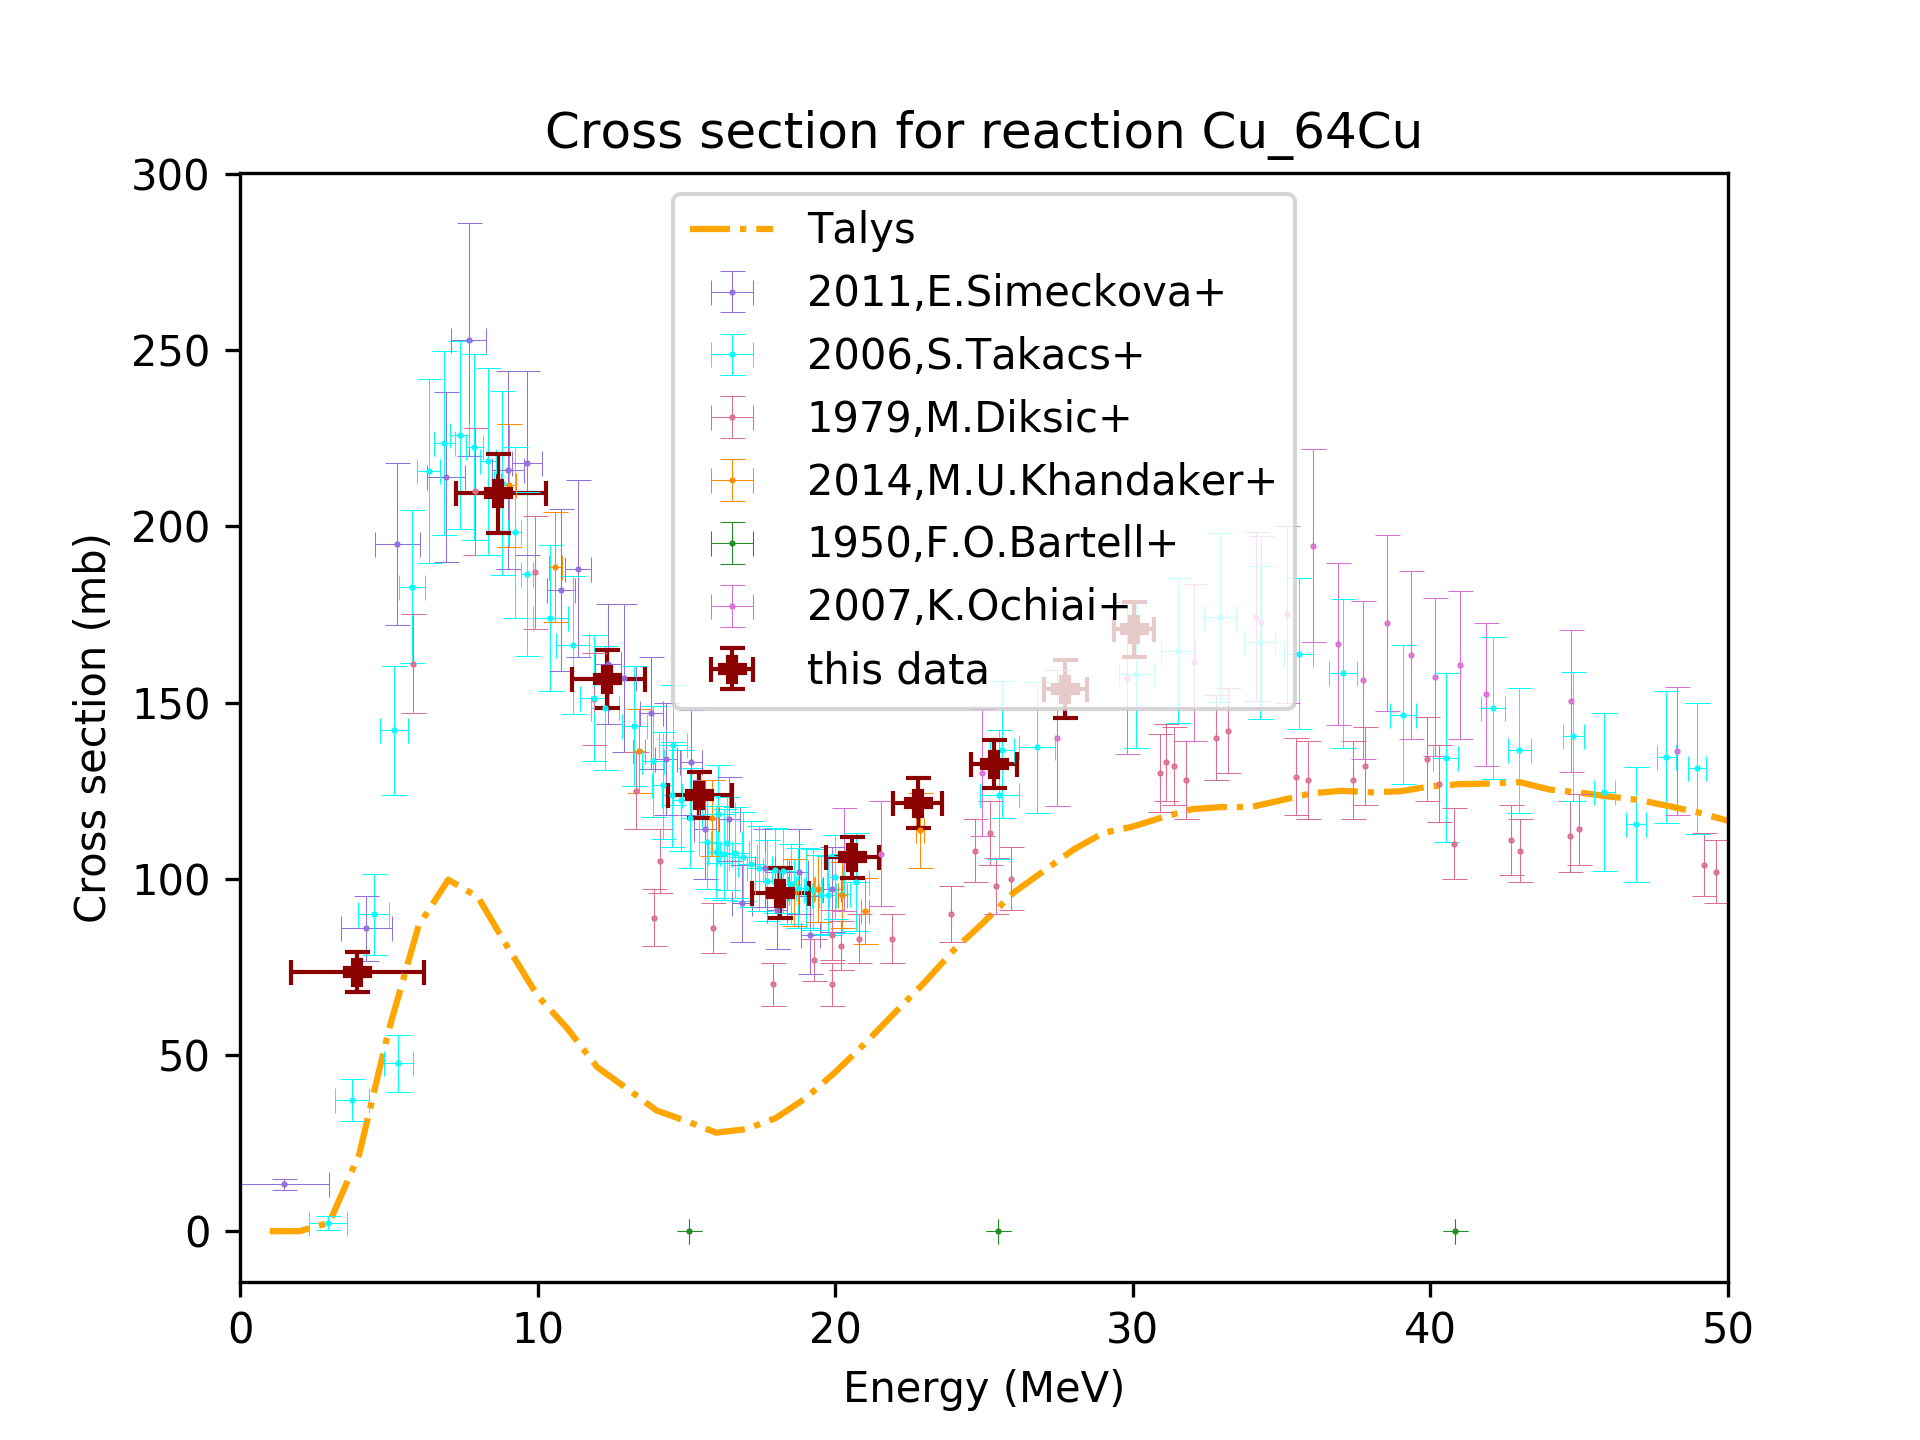 Cross section for reaction Cu_64Cu
300
250
200
150
100
50
0
Cross section (mb)
Talys
2011,E.Simeckova+
2006,S.Takacs+
1979,M.Diksic+
2014,M.U.Khandaker+
1950,F.O.Bartell+
2007,K.Ochiai+
this data
0 10 20 30 40 50
Energy (MeV)